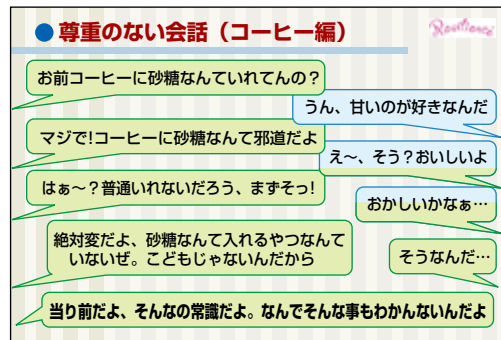 ●尊重のない会話（コーヒー編）
Resilience
お前コーヒーに砂糖なんていれてんの？
うん、甘いのが好きなんだ
マジで!コーヒーに砂糖なんて邪道だよ
え〜、そう？おいしいよ
はぁ〜？普通いれないだろう、まずそっ!
おかしいかなぁ…
絶対変だよ、砂糖なんて入れるやつなんて
いないぜ。こどもじゃないんだから
そうなんだ…
当り前だよ、そんなの常識だよ。なんでそんな事もわかんないんだよ